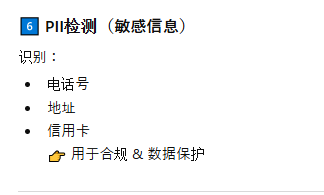 6️⃣ PII检测（敏感信息）
识别：
• 电话号
• 地址
• 信用卡
👉 用于合规 & 数据保护